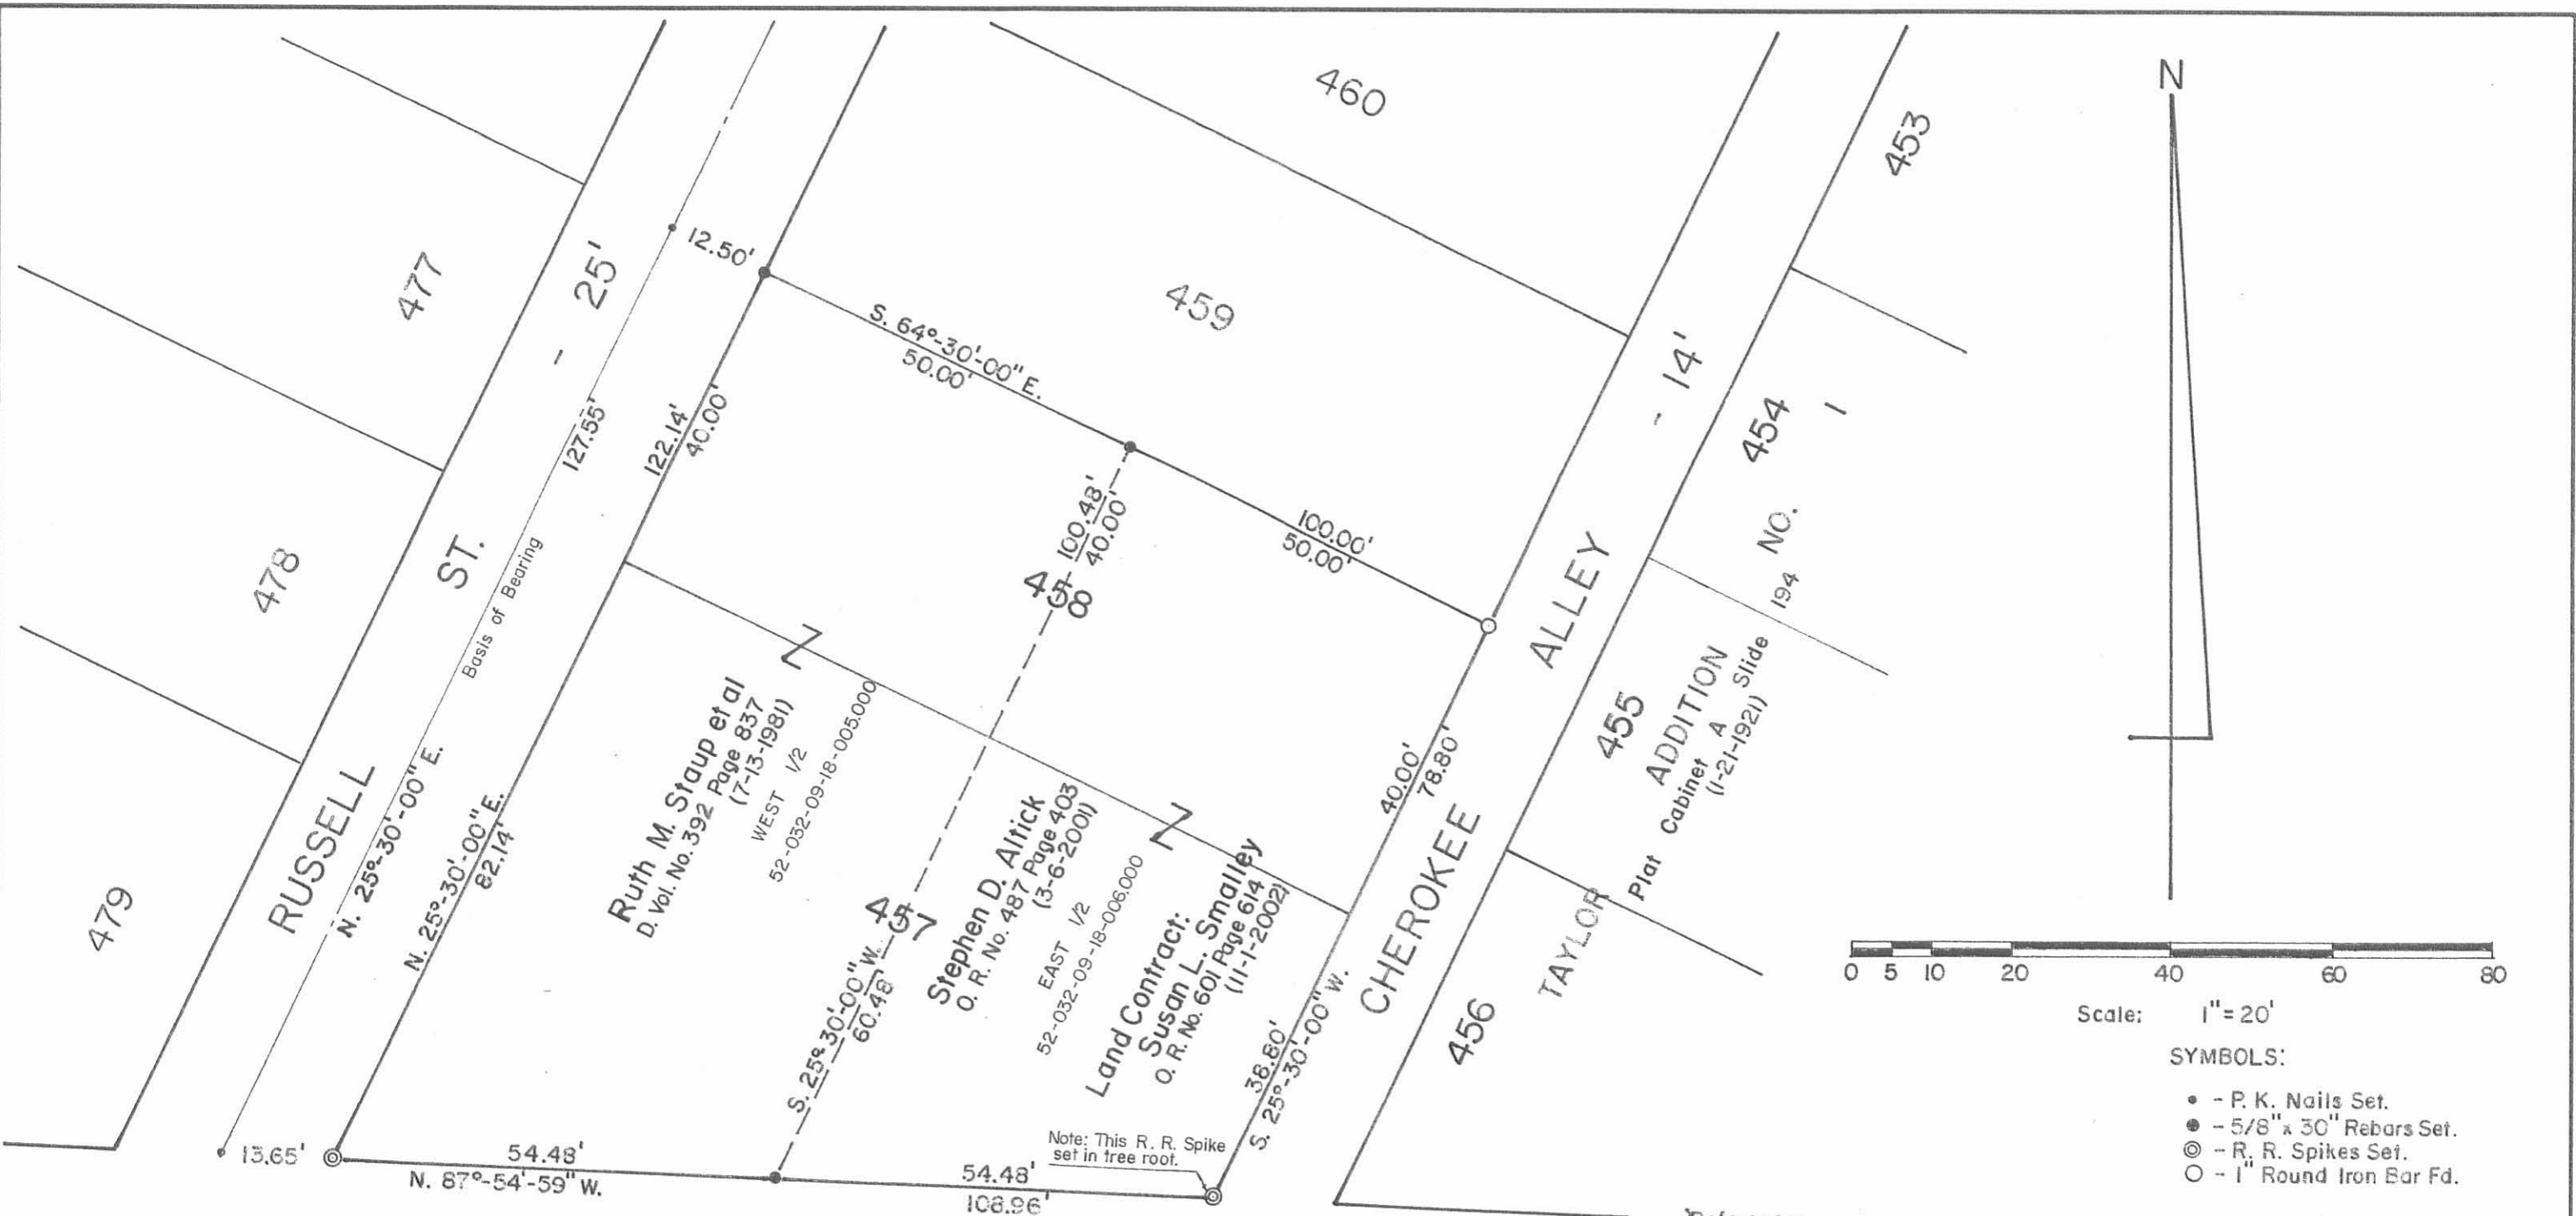 460
453
N
477
- 25'
12.50'
459
S. 64°-30'-00" E.
50.00'
- 14'
454
1
127.55'
122.14'
40.00'
100.48'
40.00'
100.00'
50.00'
478
ST.
Basis of Bearing
458
ALLEY
NO.
194
Ruth M. Staup et al
D. Vol. No. 392 Page 837
(7-13-1981)
WEST 1/2
52-032-09-18-005.000
455
ADDITION
Plat Cabinet A Slide
(1-21-1921)
479
RUSSELL
N. 25°-30'-00" E.
N. 25°-30'-00" E.
82.14'
457
Stephen D. Altick
O. R. No. 487 Page 403
(3-6-2001)
EAST 1/2
52-032-09-18-006.000
Land Contract:
Susan L. Smalley
O. R. No. 601 Page 614
(11-1-2002)
40.00'
78.80'
CHEROKEE
TAYLOR
456
S. 25°-30'-00" W.
60.48'
38.80'
S. 25°-30'-00" W.
0 5 10 20 40 60 80
Scale: 1"=20'
SYMBOLS:
• - P. K. Nails Set.
● - 5/8" x 30" Rebars Set.
◎ - R. R. Spikes Set.
○ - 1" Round Iron Bar Fd.
13.65'
54.48'
N. 87°-54'-59" W.
54.48'
108.96'
Note: This R. R. Spike
set in tree root.